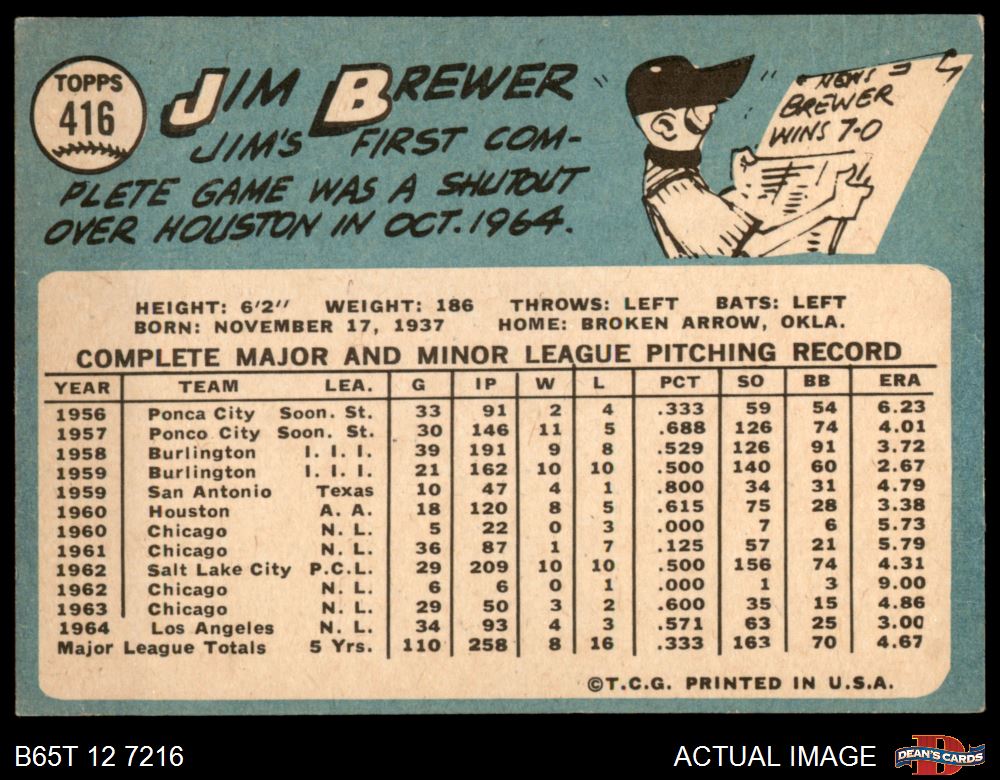 TOPPS
416
JIM BREWER
JIM'S FIRST COM-
PLETE GAME WAS A SHUTOUT
OVER HOUSTON IN OCT. 1964.
NEWS
BREWER
WINS 7-0
HEIGHT: 6'2" WEIGHT: 186 THROWS: LEFT BATS: LEFT
BORN: NOVEMBER 17, 1937 HOME: BROKEN ARROW, OKLA.
COMPLETE MAJOR AND MINOR LEAGUE PITCHING RECORD
YEAR TEAM LEA. G IP W L PCT SO BB ERA
1956 Ponca City Soon. St. 33 91 2 4 .333 59 54 6.23
1957 Ponco City Soon. St. 30 146 11 5 .688 126 74 4.01
1958 Burlington I. I. I. 39 191 9 8 .529 126 91 3.72
1959 Burlington I. I. I. 21 162 10 10 .500 140 60 2.67
1959 San Antonio Texas 10 47 4 1 .800 34 31 4.79
1960 Houston A. A. 18 120 8 5 .615 75 28 3.38
1960 Chicago N. L. 5 22 0 3 .000 7 6 5.73
1961 Chicago N. L. 36 87 1 7 .125 57 21 5.79
1962 Salt Lake City P.C.L. 29 209 10 10 .500 156 74 4.31
1962 Chicago N. L. 6 6 0 1 .000 1 3 9.00
1963 Chicago N. L. 29 50 3 2 .600 35 15 4.86
1964 Los Angeles N. L. 34 93 4 3 .571 63 25 3.00
Major League Totals 5 Yrs. 110 258 8 16 .333 163 70 4.67
©T.C.G. PRINTED IN U.S.A.
B65T 12 7216
ACTUAL IMAGE
DEAN'S CARDS